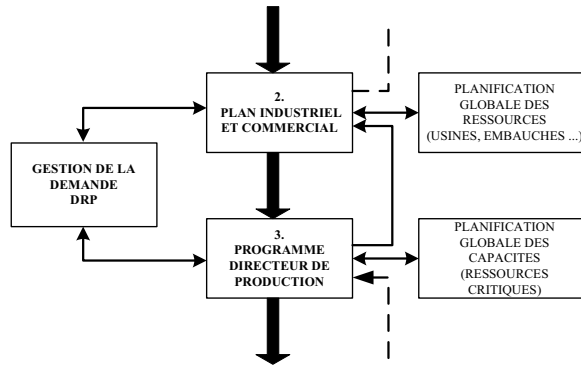 2.
PLAN INDUSTRIEL
ET COMMERCIAL
PLANIFICATION
GLOBALE DES
RESSOURCES
(USINES, EMBAUCHES ...)
GESTION DE LA
DEMANDE
DRP
3.
PROGRAMME
DIRECTEUR DE
PRODUCTION
PLANIFICATION
GLOBALE DES
CAPACITES
(RESSOURCES
CRITIQUES)